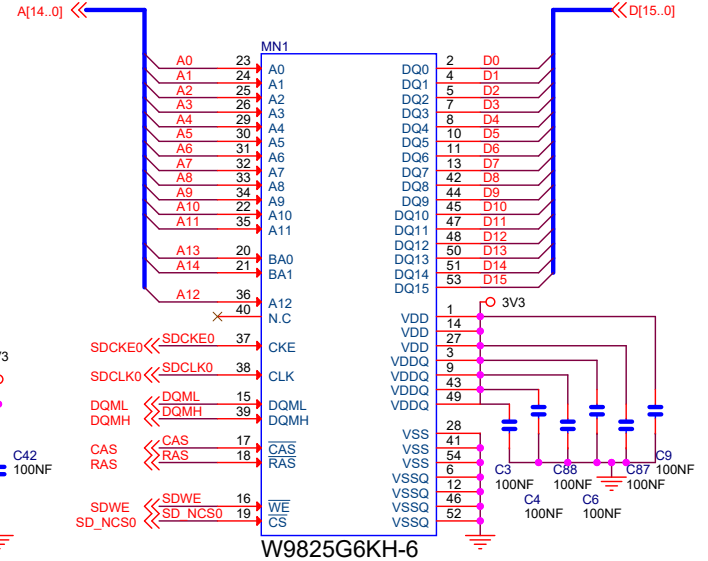 A[14..0]
D[15..0]
MN1
A0 23 A0 DQ0 2 D0
A1 24 A1 DQ1 4 D1
A2 25 A2 DQ2 5 D2
A3 26 A3 DQ3 7 D3
A4 29 A4 DQ4 8 D4
A5 30 A5 DQ5 10 D5
A6 31 A6 DQ6 11 D6
A7 32 A7 DQ7 13 D7
A8 33 A8 DQ8 42 D8
A9 34 A9 DQ9 44 D9
A10 22 A10 DQ10 45 D10
A11 35 A11 DQ11 47 D11
DQ12 48 D12
A13 20 BA0 DQ13 50 D13
A14 21 BA1 DQ14 51 D14
DQ15 53 D15
A12 36 A12
3V3
40 N.C VDD 1
VDD 14
SDCKE0 SDCKE0 37 CKE VDD 27
VDDQ 3
SDCLK0 SDCLK0 38 CLK VDDQ 9
VDDQ 43
DQML DQML 15 DQML VDDQ 49
DQMH DQMH 39 DQMH
VSS 28
CAS CAS 17 CAS VSS 41
RAS RAS 18 RAS VSS 54
VSSQ 6
VSSQ 12
SDWE SDWE 16 WE VSSQ 46
SD_NCS0 SD_NCS0 19 CS VSSQ 52
W9825G6KH-6
C42
100NF
C3
100NF
C4
100NF
C88
100NF
C6
100NF
C87
100NF
C9
100NF